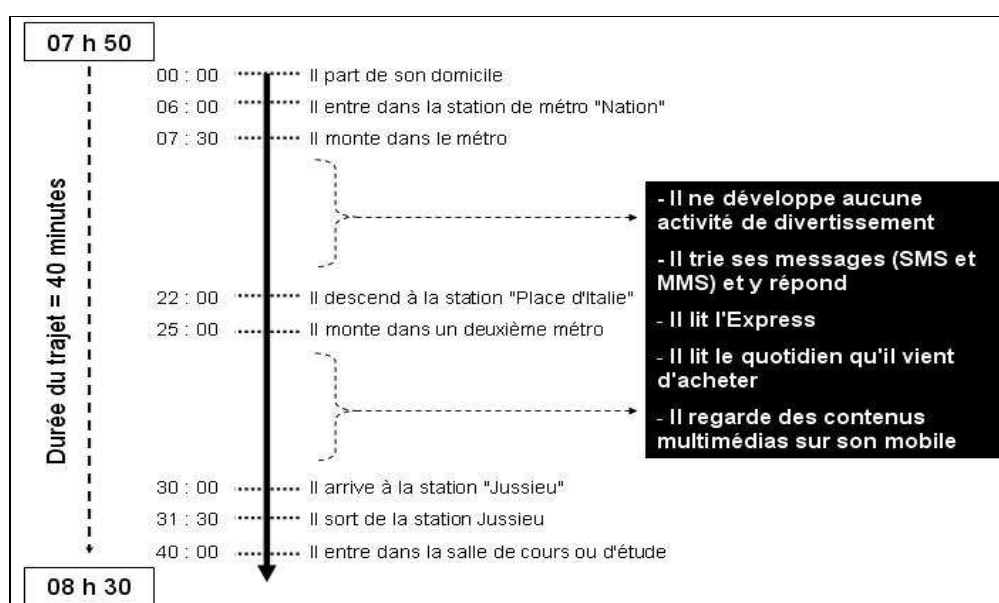 07 h 50
00 : 00 Il part de son domicile
06 : 00 Il entre dans la station de métro "Nation"
07 : 30 Il monte dans le métro
22 : 00 Il descend à la station "Place d'Italie"
25 : 00 Il monte dans un deuxième métro
30 : 00 Il arrive à la station "Jussieu"
31 : 30 Il sort de la station Jussieu
40 : 00 Il entre dans la salle de cours ou d'étude
08 h 30
Durée du trajet = 40 minutes
- Il ne développe aucune
activité de divertissement
- Il trie ses messages (SMS et
MMS) et y répond
- Il lit l'Express
- Il lit le quotidien qu'il vient
d'acheter
- Il regarde des contenus
multimédias sur son mobile